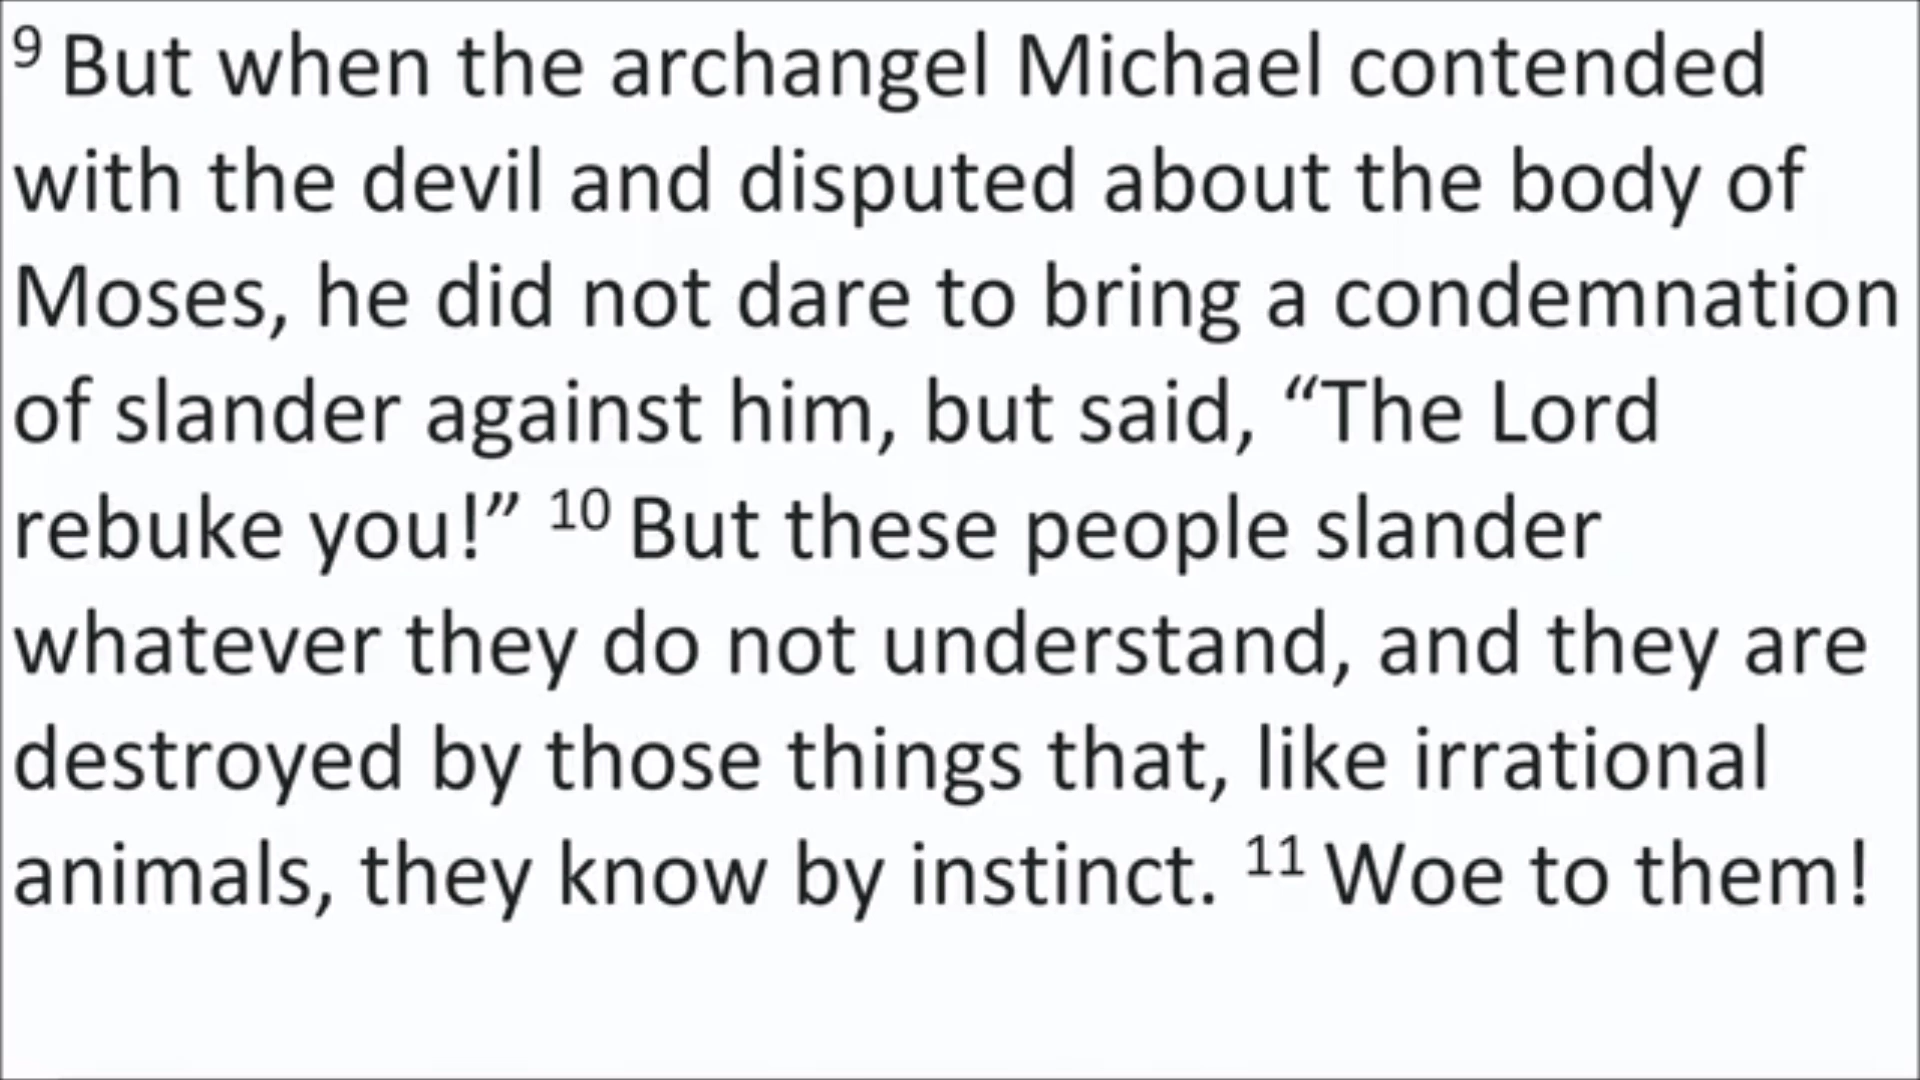 9 But when the archangel Michael contended
with the devil and disputed about the body of
Moses, he did not dare to bring a condemnation
of slander against him, but said, “The Lord
rebuke you!” 10 But these people slander
whatever they do not understand, and they are
destroyed by those things that, like irrational
animals, they know by instinct. 11 Woe to them!